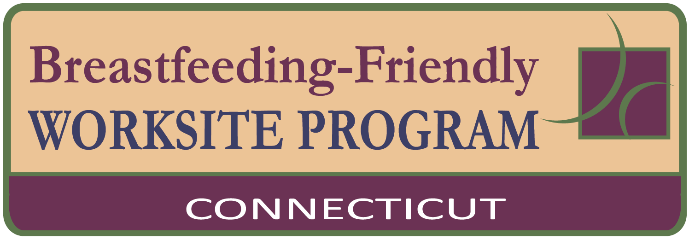 Breastfeeding-Friendly
WORKSITE PROGRAM
CONNECTICUT